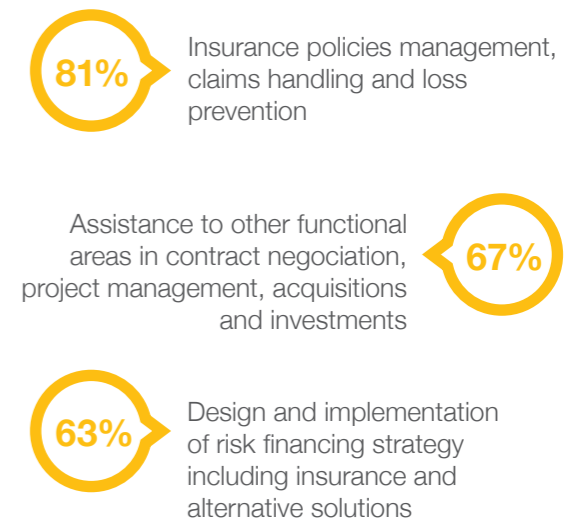 81%
Insurance policies management,
claims handling and loss
prevention
Assistance to other functional
areas in contract negociation,
project management, acquisitions
and investments
67%
63%
Design and implementation
of risk financing strategy
including insurance and
alternative solutions